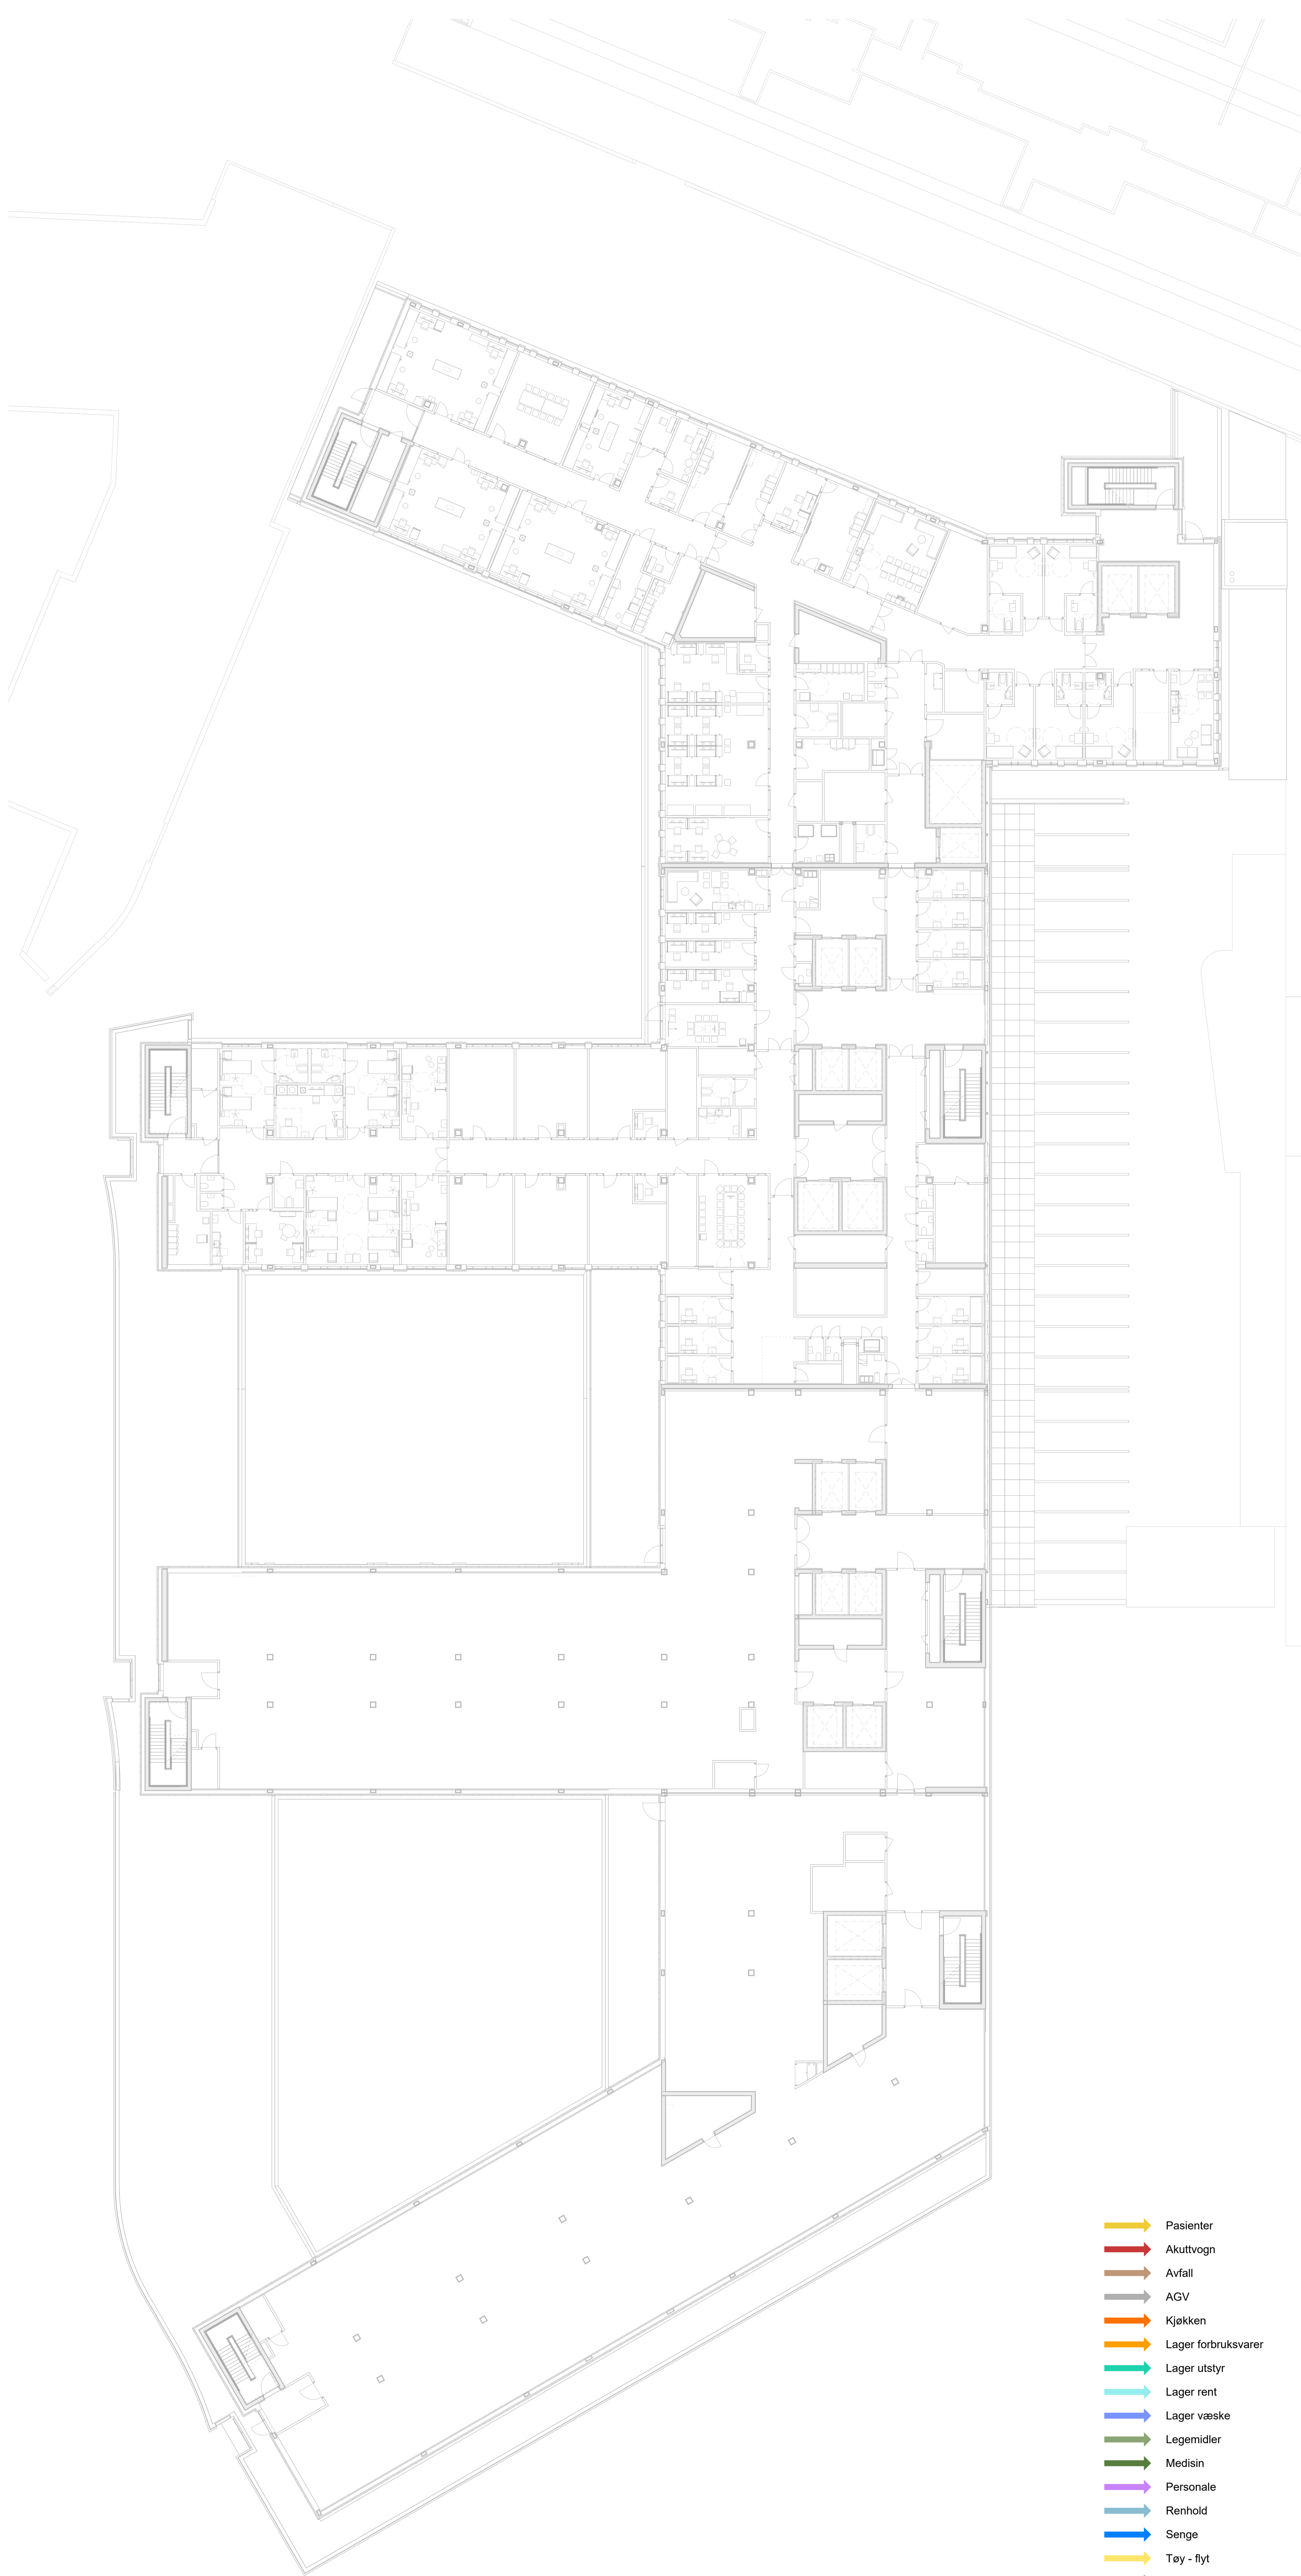 Pasienter
Akuttvogn
Avfall
AGV
Kjøkken
Lager forbruksvarer
Lager utstyr
Lager rent
Lager væske
Legemidler
Medisin
Personale
Renhold
Senge
Tøy - flyt